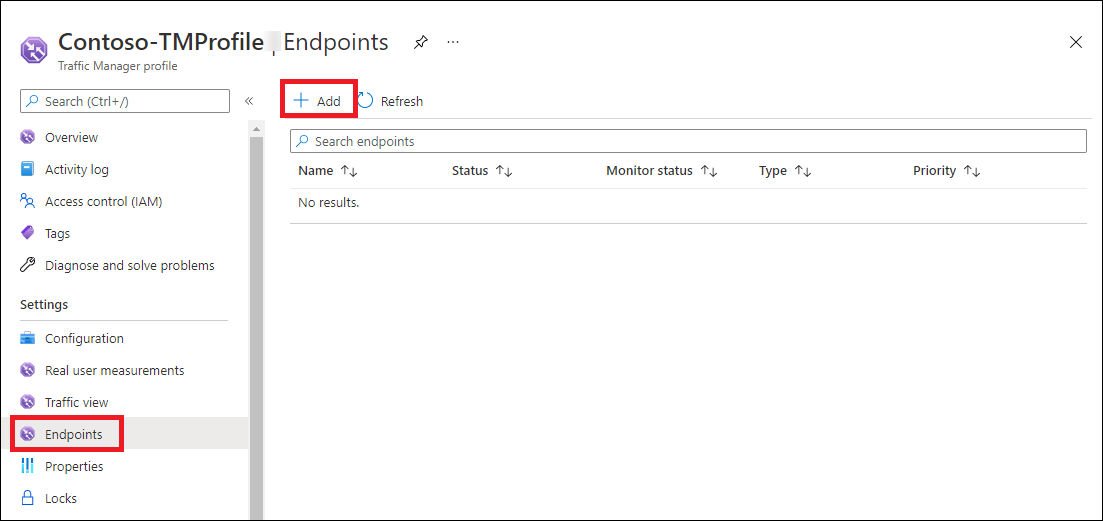 Contoso-TMProfile | Endpoints
Traffic Manager profile
Search (Ctrl+/)
Overview
Activity log
Access control (IAM)
Tags
Diagnose and solve problems
Settings
Configuration
Real user measurements
Traffic view
Endpoints
Properties
Locks
Add Refresh
Search endpoints
Name Status Monitor status Type Priority
No results.